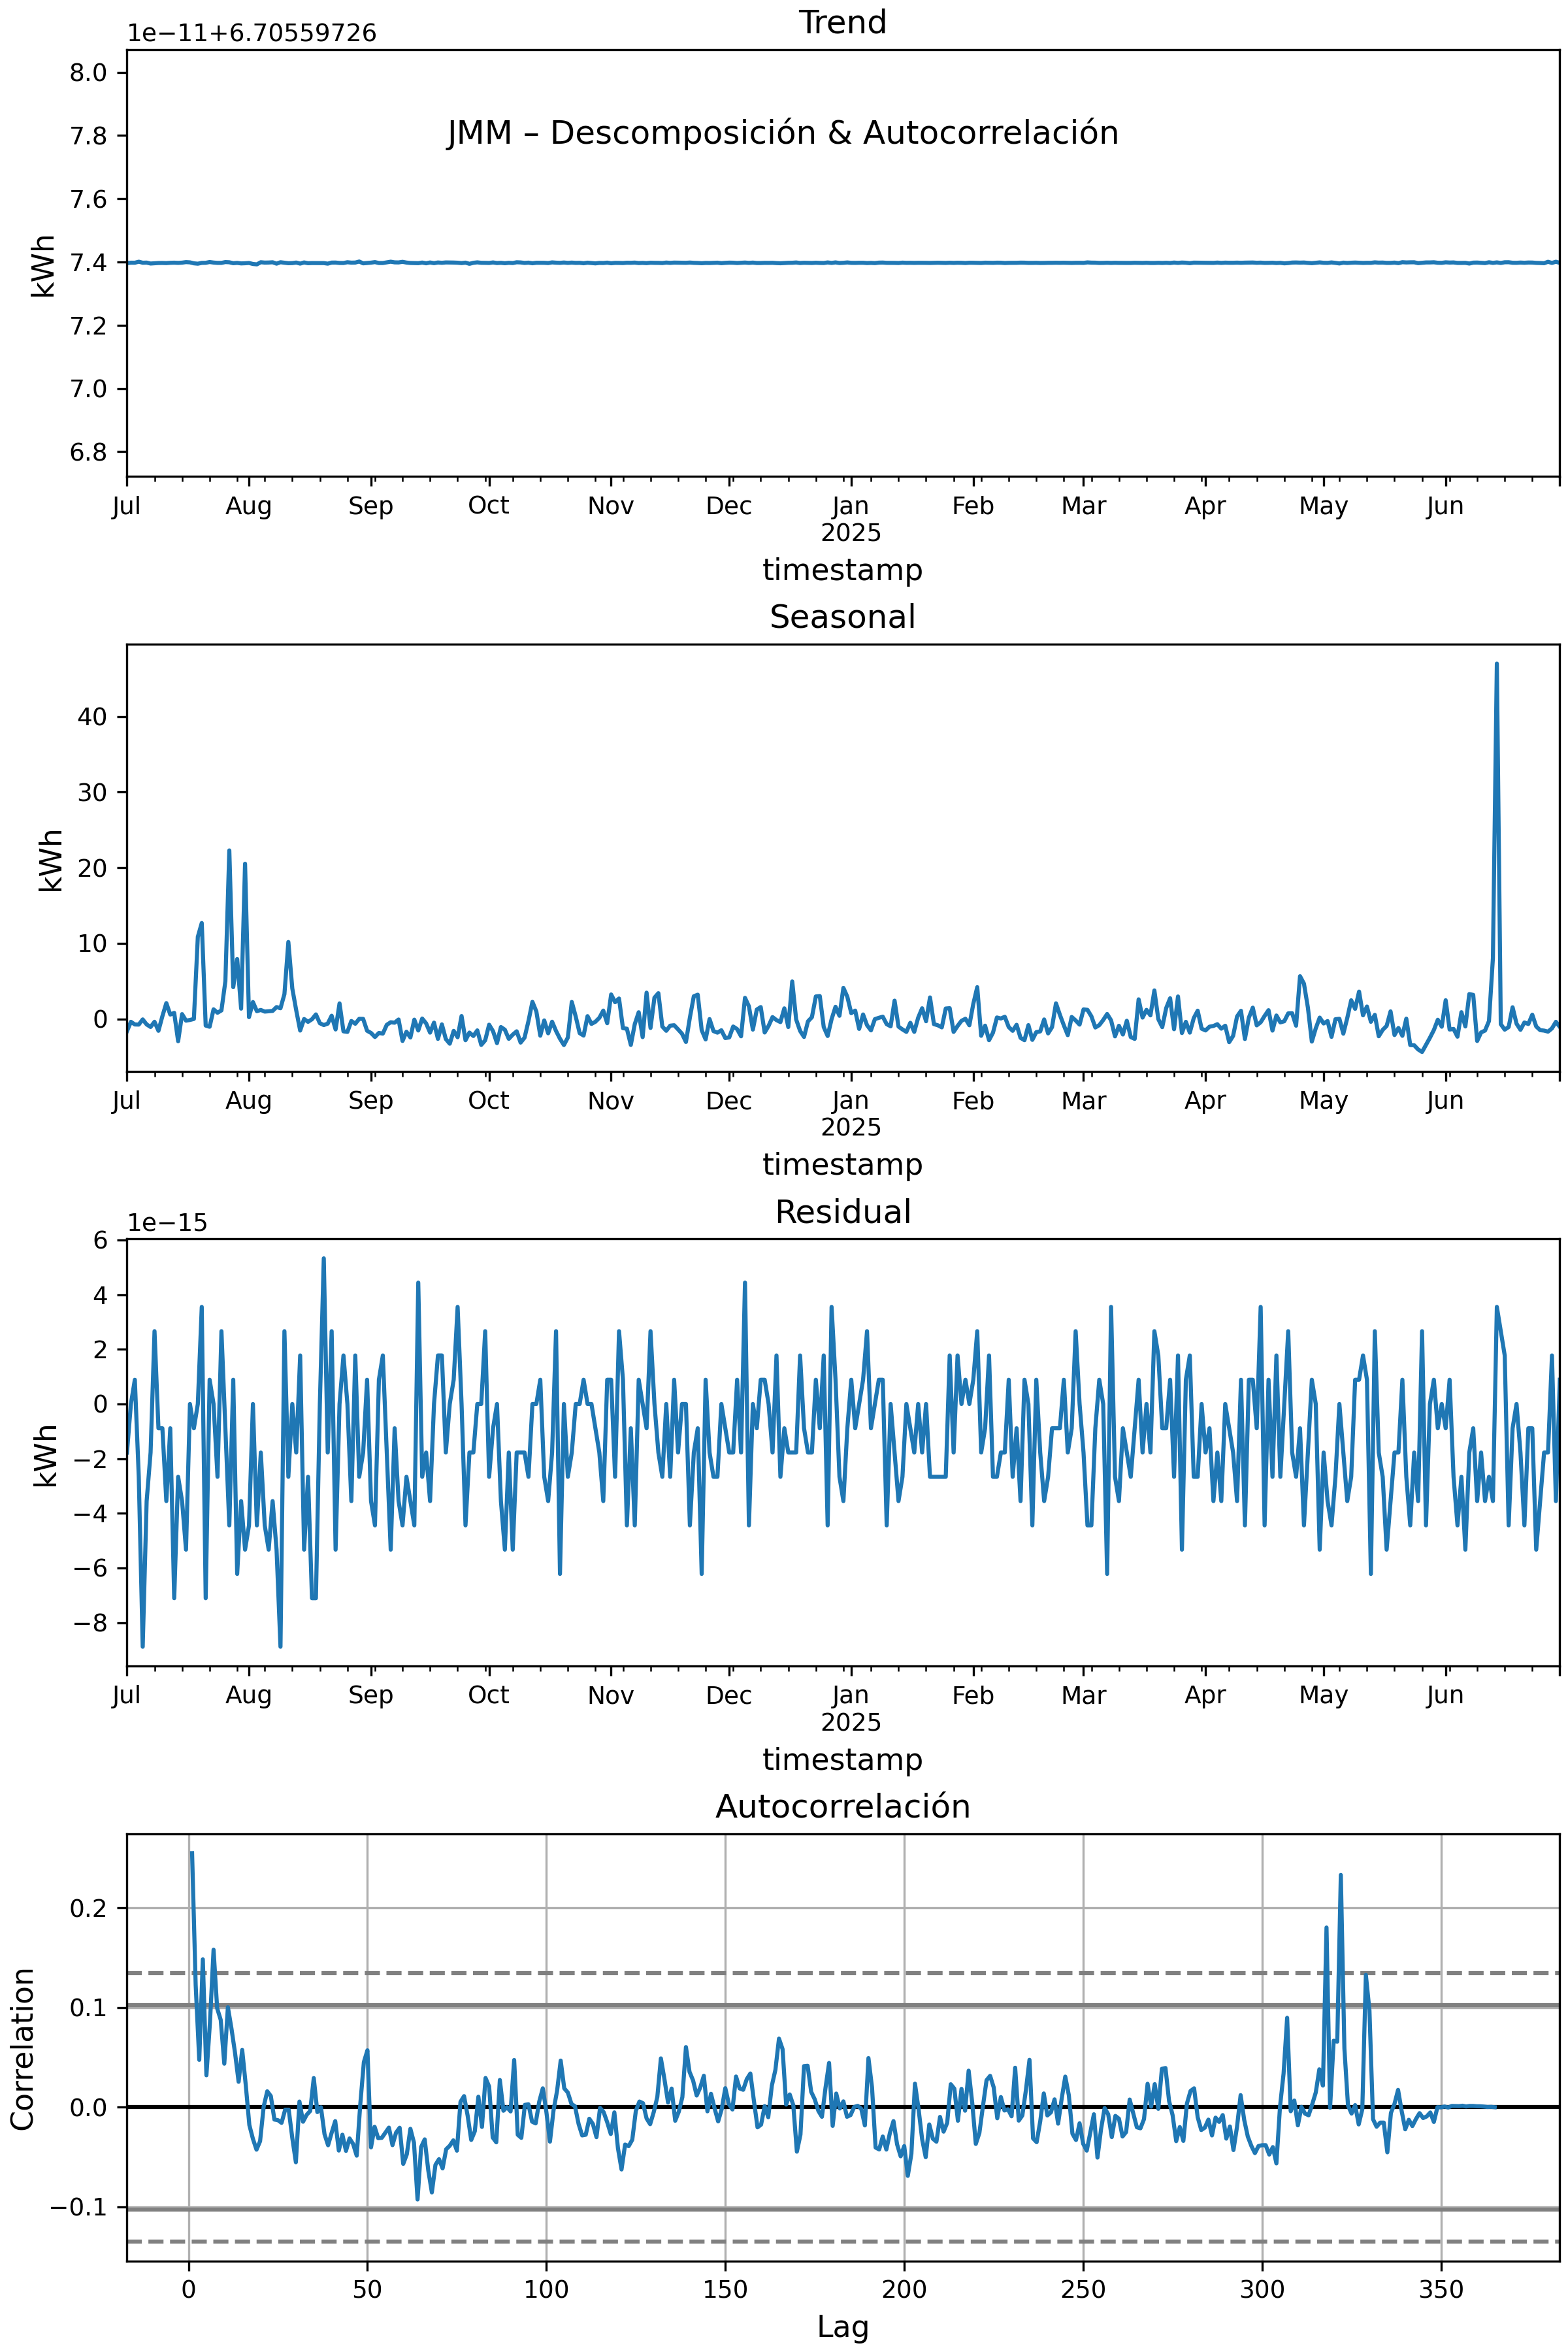 Trend
1e−11+6.70559726
JMM – Descomposición & Autocorrelación
8.0
7.8
7.6
7.4
7.2
7.0
6.8
kWh
Jul Aug Sep Oct Nov Dec Jan Feb Mar Apr May Jun
2025
timestamp
Seasonal
40
30
20
10
0
kWh
Jul Aug Sep Oct Nov Dec Jan Feb Mar Apr May Jun
2025
timestamp
Residual
1e−15
6
4
2
0
−2
−4
−6
−8
kWh
Jul Aug Sep Oct Nov Dec Jan Feb Mar Apr May Jun
2025
timestamp
Autocorrelación
0.2
0.1
0.0
−0.1
Correlation
0 50 100 150 200 250 300 350
Lag